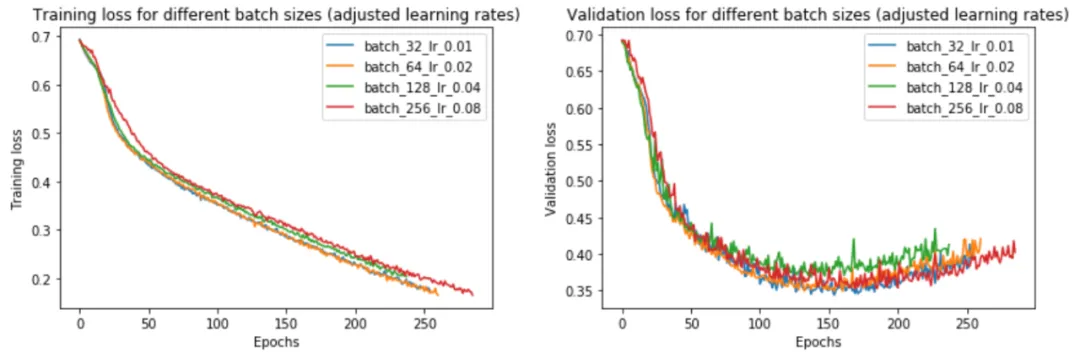 Training loss for different batch sizes (adjusted learning rates)
0.7
0.6
0.5
0.4
0.3
0.2
Training loss
0
50
100
150
200
250
Epochs
batch_32_lr_0.01
batch_64_lr_0.02
batch_128_lr_0.04
batch_256_lr_0.08
Validation loss for different batch sizes (adjusted learning rates)
0.70
0.65
0.60
0.55
0.50
0.45
0.40
0.35
Validation loss
0
50
100
150
200
250
Epochs
batch_32_lr_0.01
batch_64_lr_0.02
batch_128_lr_0.04
batch_256_lr_0.08